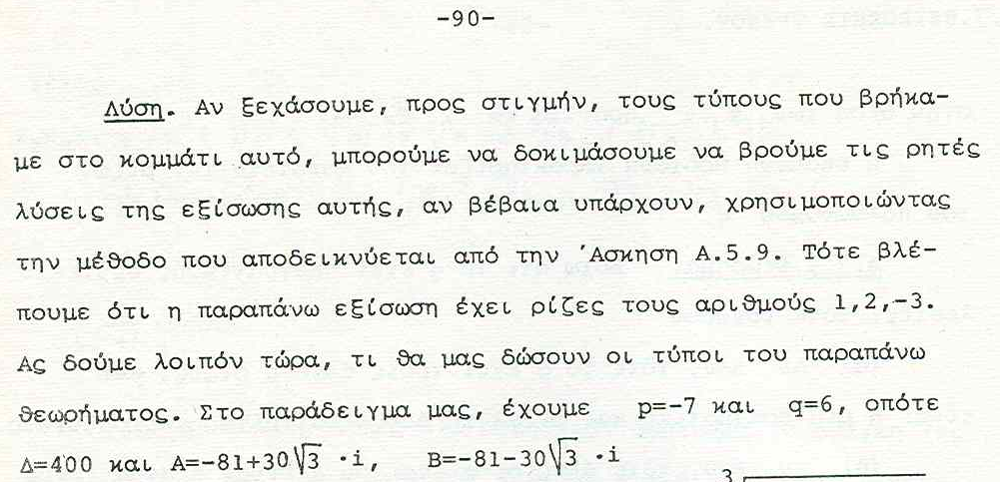 -90-
Λύση. Αν ξεχάσουμε, προς στιγμήν, τους τύπους που βρήκα-
με στο κομμάτι αυτό, μπορούμε να δοκιμάσουμε να βρούμε τις ρητές
λύσεις της εξίσωσης αυτής, αν βέβαια υπάρχουν, χρησιμοποιώντας
την μέθοδο που αποδεικνύεται από την Άσκηση Α.5.9. Τότε βλέ-
πουμε ότι η παραπάνω εξίσωση έχει ρίζες τους αριθμούς 1,2,-3.
Ας δούμε λοιπόν τώρα, τι θα μας δώσουν οι τύποι του παραπάνω
θεωρήματος. Στο παράδειγμα μας, έχουμε p=-7 και q=6, οπότε
Δ=400 και Α=-81+30√3 ·i, Β=-81-30√3 ·i
3